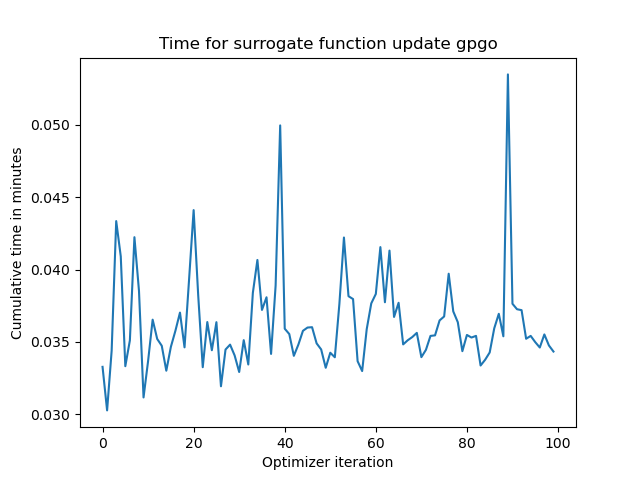 Time for surrogate function update gpgo
Cumulative time in minutes
0.050
0.045
0.040
0.035
0.030
0 20 40 60 80 100
Optimizer iteration